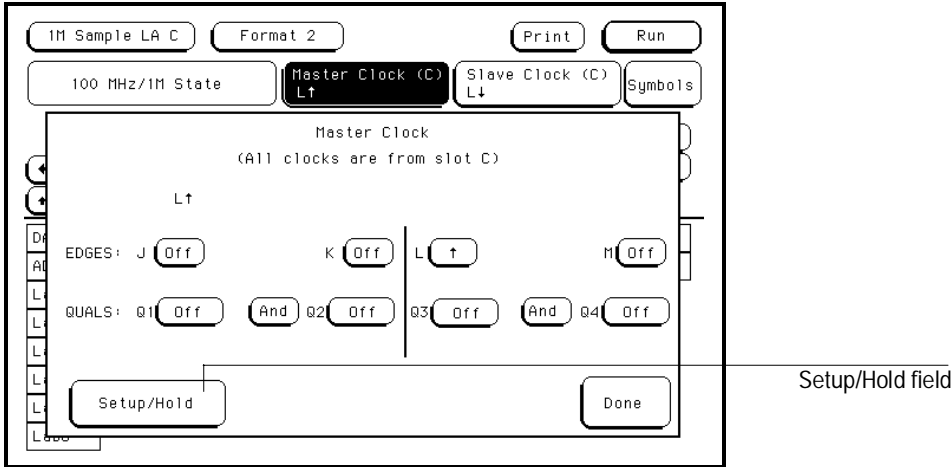 1M Sample LA C Format 2 Print Run
100 MHz/1M State Master Clock (C) Slave Clock (C) Symbols
L↑ L↓
Master Clock
(All clocks are from slot C)
L↑
EDGES: J Off K Off L ↑ M Off
QUALS: Q1 Off And Q2 Off Q3 Off And Q4 Off
Setup/Hold Done
Setup/Hold field